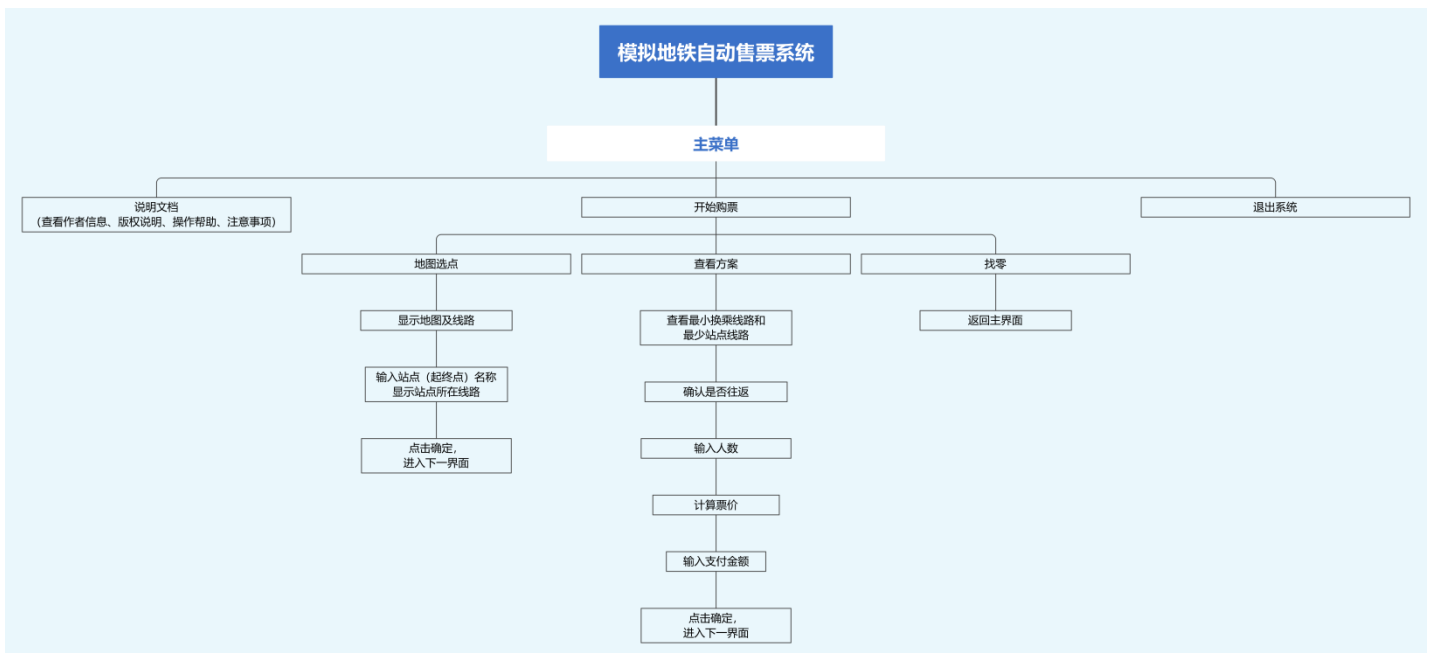 模拟地铁自动售票系统
主菜单
说明文档
（查看作者信息、版权说明、操作帮助、注意事项）
开始购票
退出系统
地图选点
查看方案
找零
显示地图及线路
查看最小换乘线路和
最少站点线路
返回主界面
输入站点（起终点）名称
显示站点所在线路
确认是否往返
点击确定，
进入下一界面
输入人数
计算票价
输入支付金额
点击确定，
进入下一界面